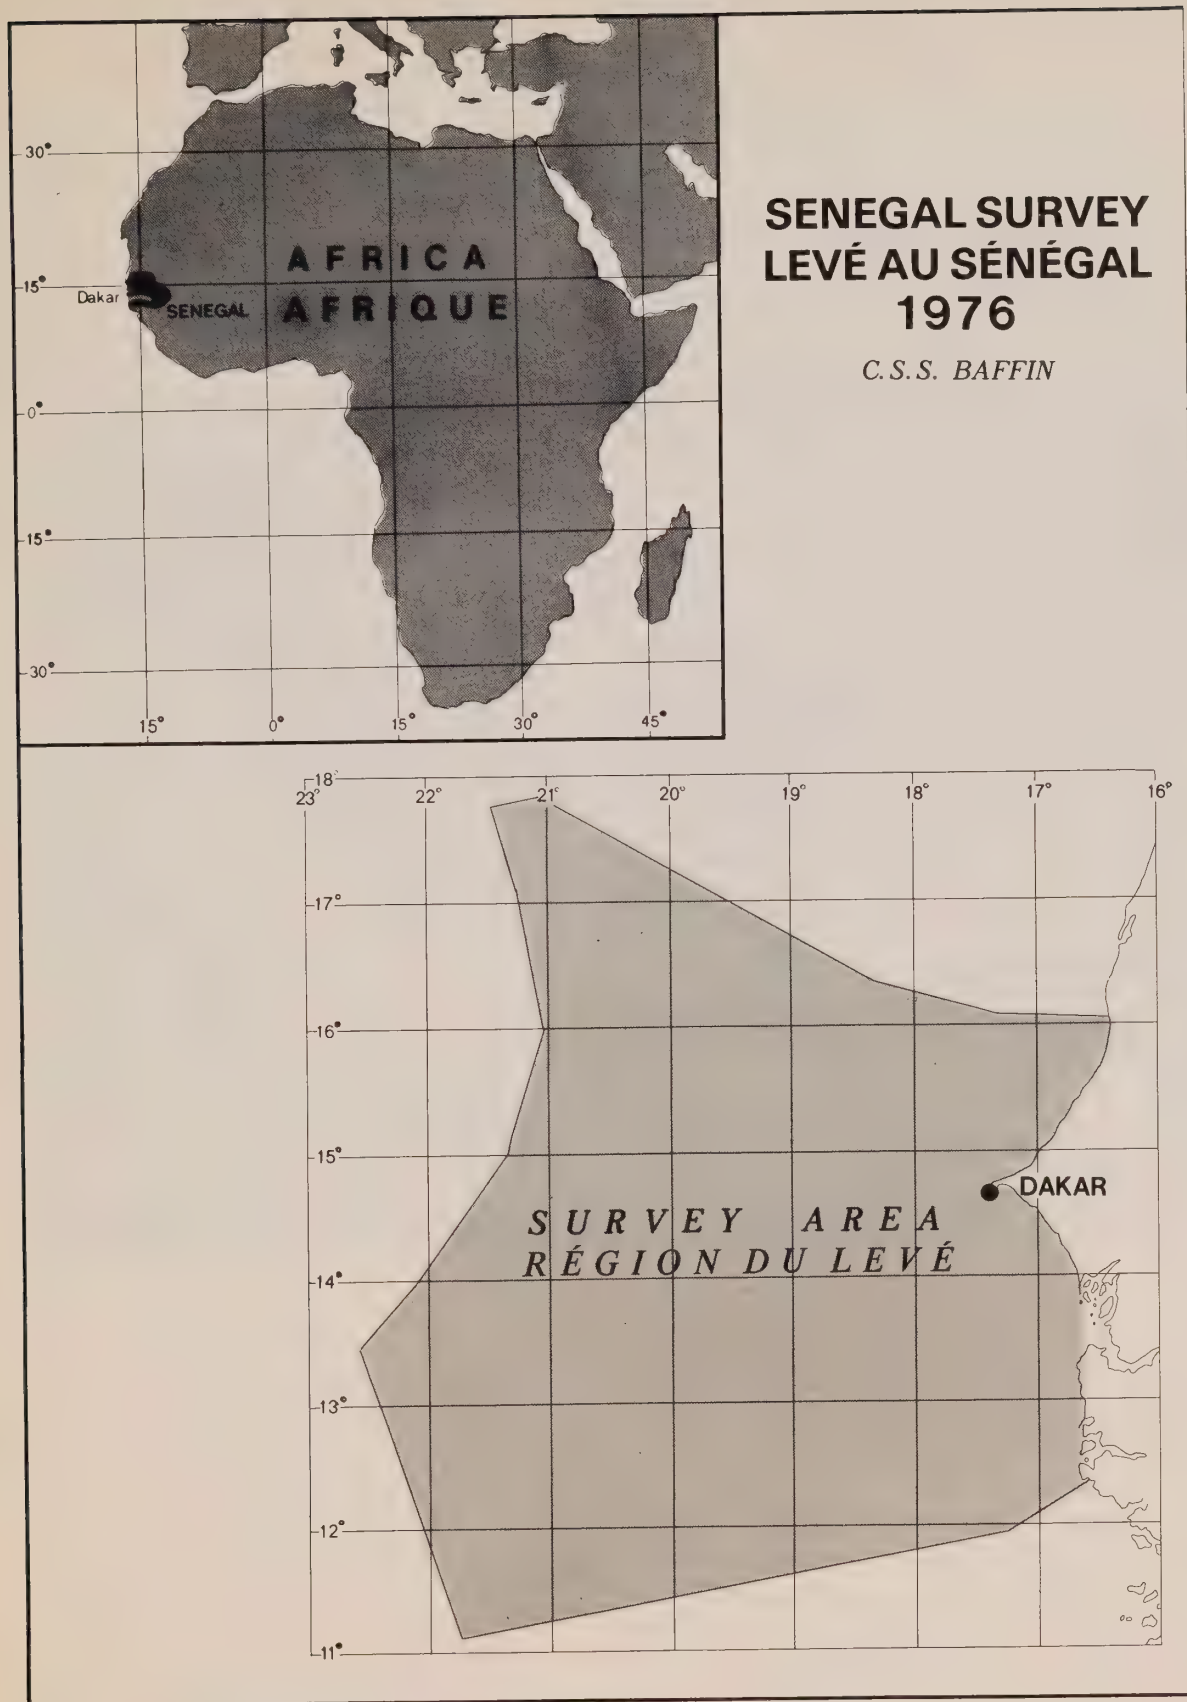 SENEGAL SURVEY
LEVÉ AU SÉNÉGAL
1976
C.S.S. BAFFIN
30°
15°
0°
15°
30°
15°
0°
15°
30°
45°
AFRICA
AFRIQUE
Dakar
SENEGAL
18°
23°
22°
21°
20°
19°
18°
17°
16°
17°
16°
15°
14°
13°
12°
11°
DAKAR
SURVEY AREA
RÉGION DU LEVÉ